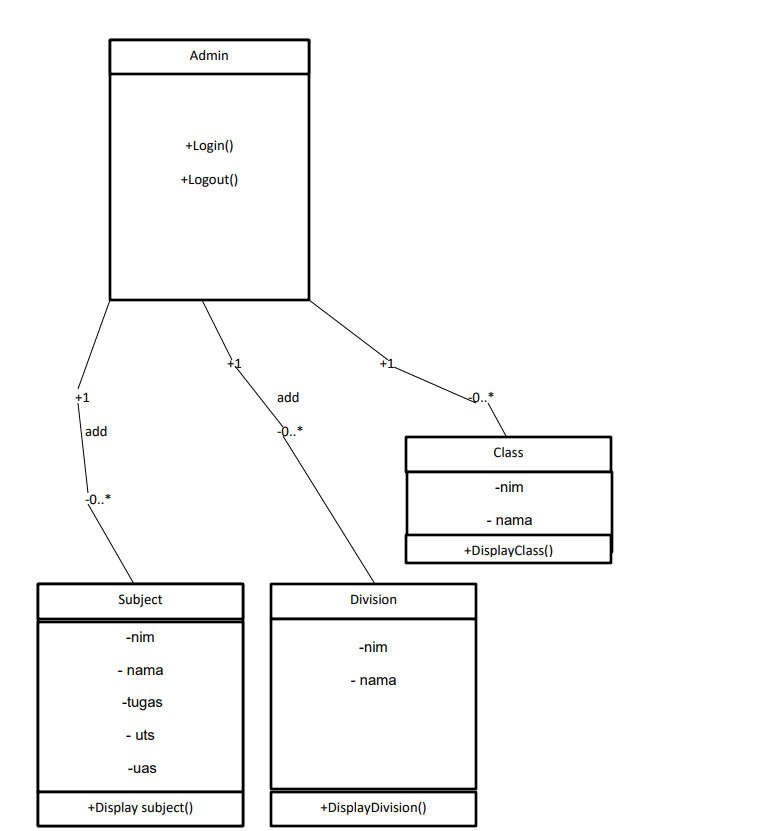 Admin
+Login()
+Logout()
+1
+1
+1
add
-0..*
add
-0..*
-0..*
Class
-nim
- nama
+DisplayClass()
Subject
-nim
- nama
-tugas
- uts
-uas
+Display subject()
Division
-nim
- nama
+DisplayDivision()